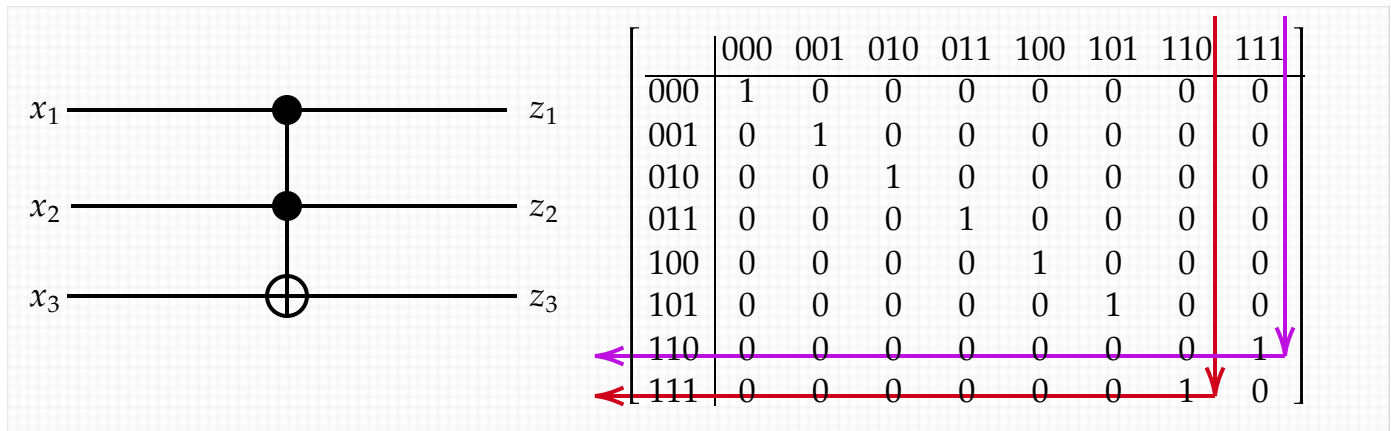 x₁ z₁
x₂ z₂
x₃ z₃
000 001 010 011 100 101 110 111
000 1 0 0 0 0 0 0 0
001 0 1 0 0 0 0 0 0
010 0 0 1 0 0 0 0 0
011 0 0 0 1 0 0 0 0
100 0 0 0 0 1 0 0 0
101 0 0 0 0 0 1 0 0
110 0 0 0 0 0 0 0 1
111 0 0 0 0 0 0 1 0